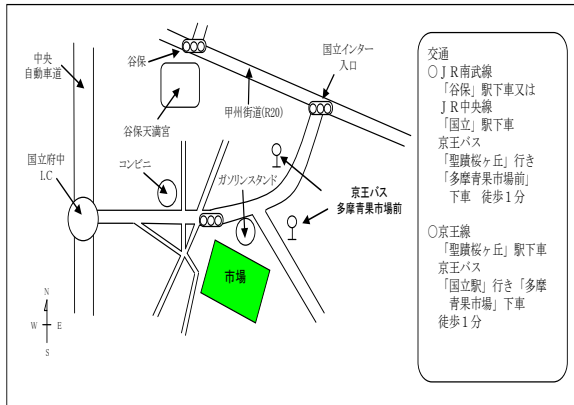 中央
自動車道
谷保
国立インター
入口
谷保天満宮
甲州街道(R20)
国立府中
I.C
コンビニ
ガソリンスタンド
京王バス
多摩青果市場前
市場
N
W E
S
交通
○ＪＲ南武線
「谷保」駅下車又は
ＪＲ中央線
「国立」駅下車
京王バス
「聖蹟桜ヶ丘」行き
「多摩青果市場前」
下車 徒歩１分
○京王線
「聖蹟桜ヶ丘」駅下車
京王バス
「国立駅」行き「多摩
青果市場」下車
徒歩１分